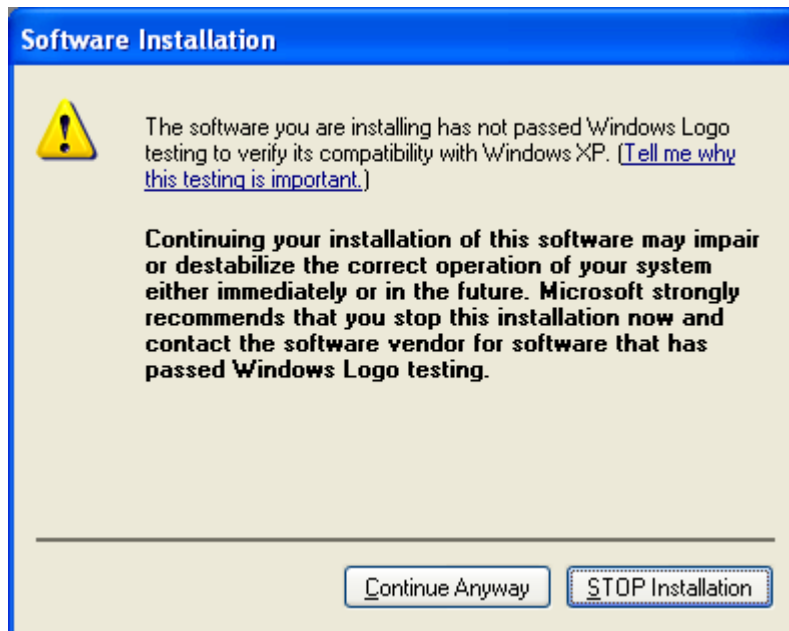 Software Installation
The software you are installing has not passed Windows Logo
testing to verify its compatibility with Windows XP. (Tell me why
this testing is important.)
Continuing your installation of this software may impair
or destabilize the correct operation of your system
either immediately or in the future. Microsoft strongly
recommends that you stop this installation now and
contact the software vendor for software that has
passed Windows Logo testing.
Continue Anyway
STOP Installation